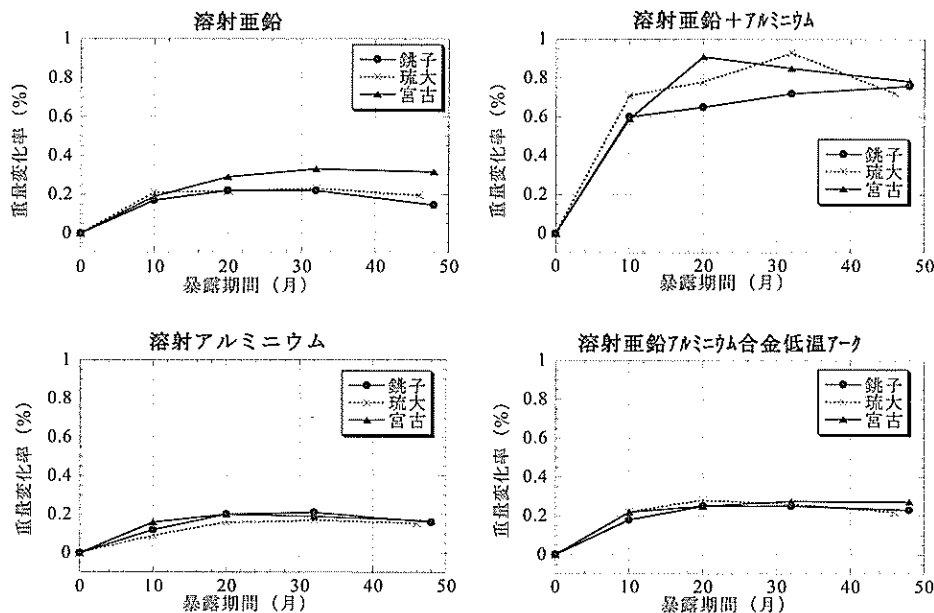 溶射亜鉛
1
0.8
0.6
0.4
0.2
0
重量変化率 (%)
銚子
琉大
宮古
0 10 20 30 40 50
暴露期間 (月)
溶射亜鉛+アルミニウム
1
0.8
0.6
0.4
0.2
0
重量変化率 (%)
銚子
琉大
宮古
0 10 20 30 40 50
暴露期間 (月)
溶射アルミニウム
1
0.8
0.6
0.4
0.2
0
重量変化率 (%)
銚子
琉大
宮古
0 10 20 30 40 50
暴露期間 (月)
溶射亜鉛アルミニウム合金低温アーク
1
0.8
0.6
0.4
0.2
0
重量変化率 (%)
銚子
琉大
宮古
0 10 20 30 40 50
暴露期間 (月)